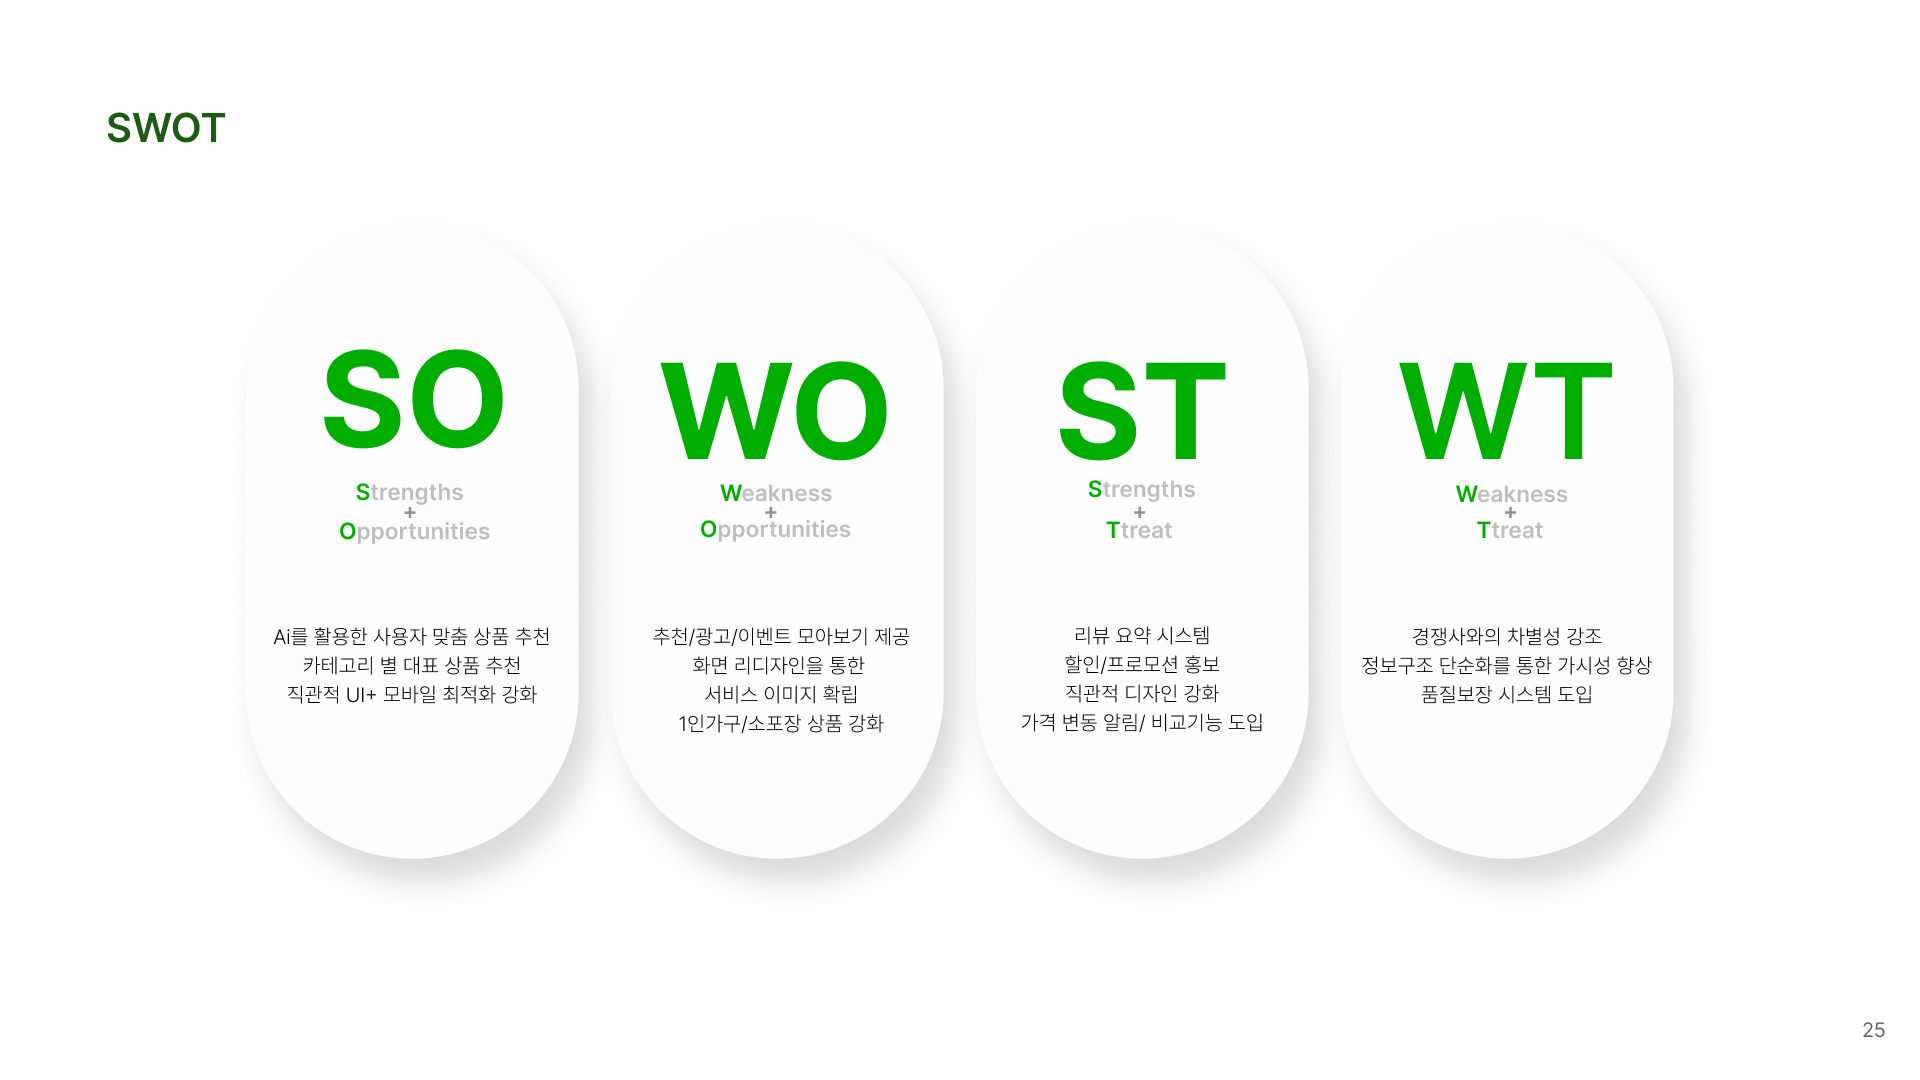 SWOT
SO
Strengths
+
Opportunities
Ai를 활용한 사용자 맞춤 상품 추천
카테고리 별 대표 상품 추천
직관적 UI+ 모바일 최적화 강화
WO
Weakness
+
Opportunities
추천/광고/이벤트 모아보기 제공
화면 리디자인을 통한
서비스 이미지 확립
1인가구/소포장 상품 강화
ST
Strengths
+
Ttreat
리뷰 요약 시스템
할인/프로모션 홍보
직관적 디자인 강화
가격 변동 알림/ 비교기능 도입
WT
Weakness
+
Ttreat
경쟁사와의 차별성 강조
정보구조 단순화를 통한 가시성 향상
품질보장 시스템 도입
25